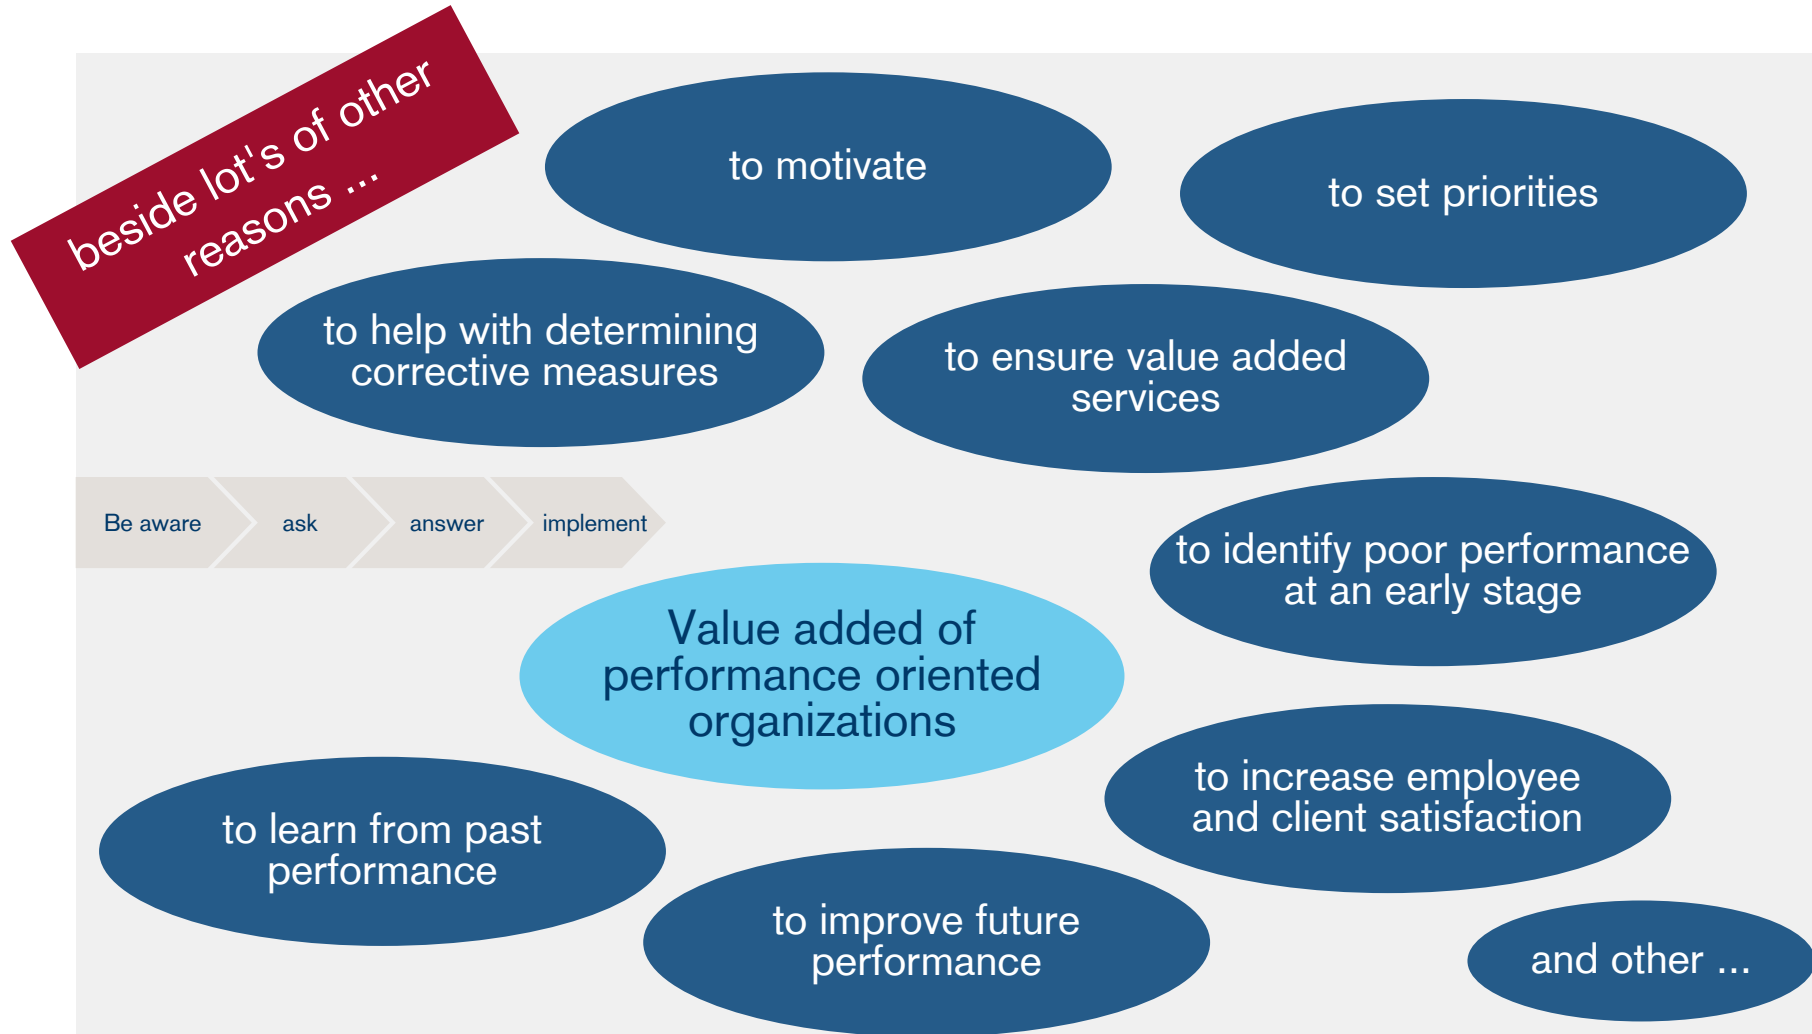 beside lot's of other
reasons ...
to motivate
to set priorities
to help with determining
corrective measures
to ensure value added
services
Be aware
ask
answer
implement
to identify poor performance
at an early stage
Value added of
performance oriented
organizations
to increase employee
and client satisfaction
to learn from past
performance
to improve future
performance
and other ...